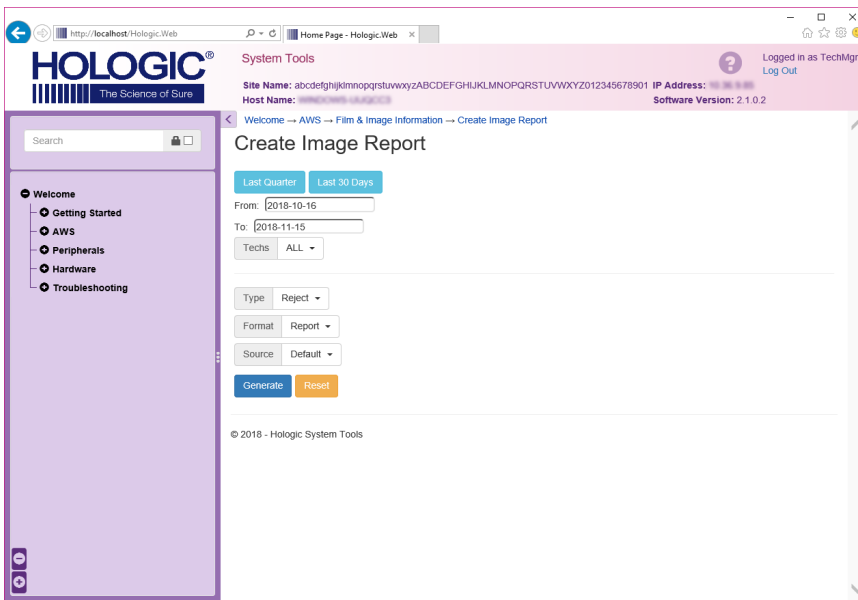 http://localhost/Hologic.Web
Home Page - Hologic.Web
HOLOGIC®
The Science of Sure
System Tools
Logged in as TechMgr
Log Out
Site Name: abcdefghijklmnopqrstuvwxyzABCDEFGHIJKLMNOPQRSTUVWXYZ012345678901 IP Address:
Host Name:
Software Version: 2.1.0.2
Search
Welcome
Getting Started
AWS
Peripherals
Hardware
Troubleshooting
Welcome → AWS → Film & Image Information → Create Image Report
Create Image Report
Last Quarter Last 30 Days
From: 2018-10-16
To: 2018-11-15
Techs ALL
Type Reject
Format Report
Source Default
Generate Reset
© 2018 - Hologic System Tools